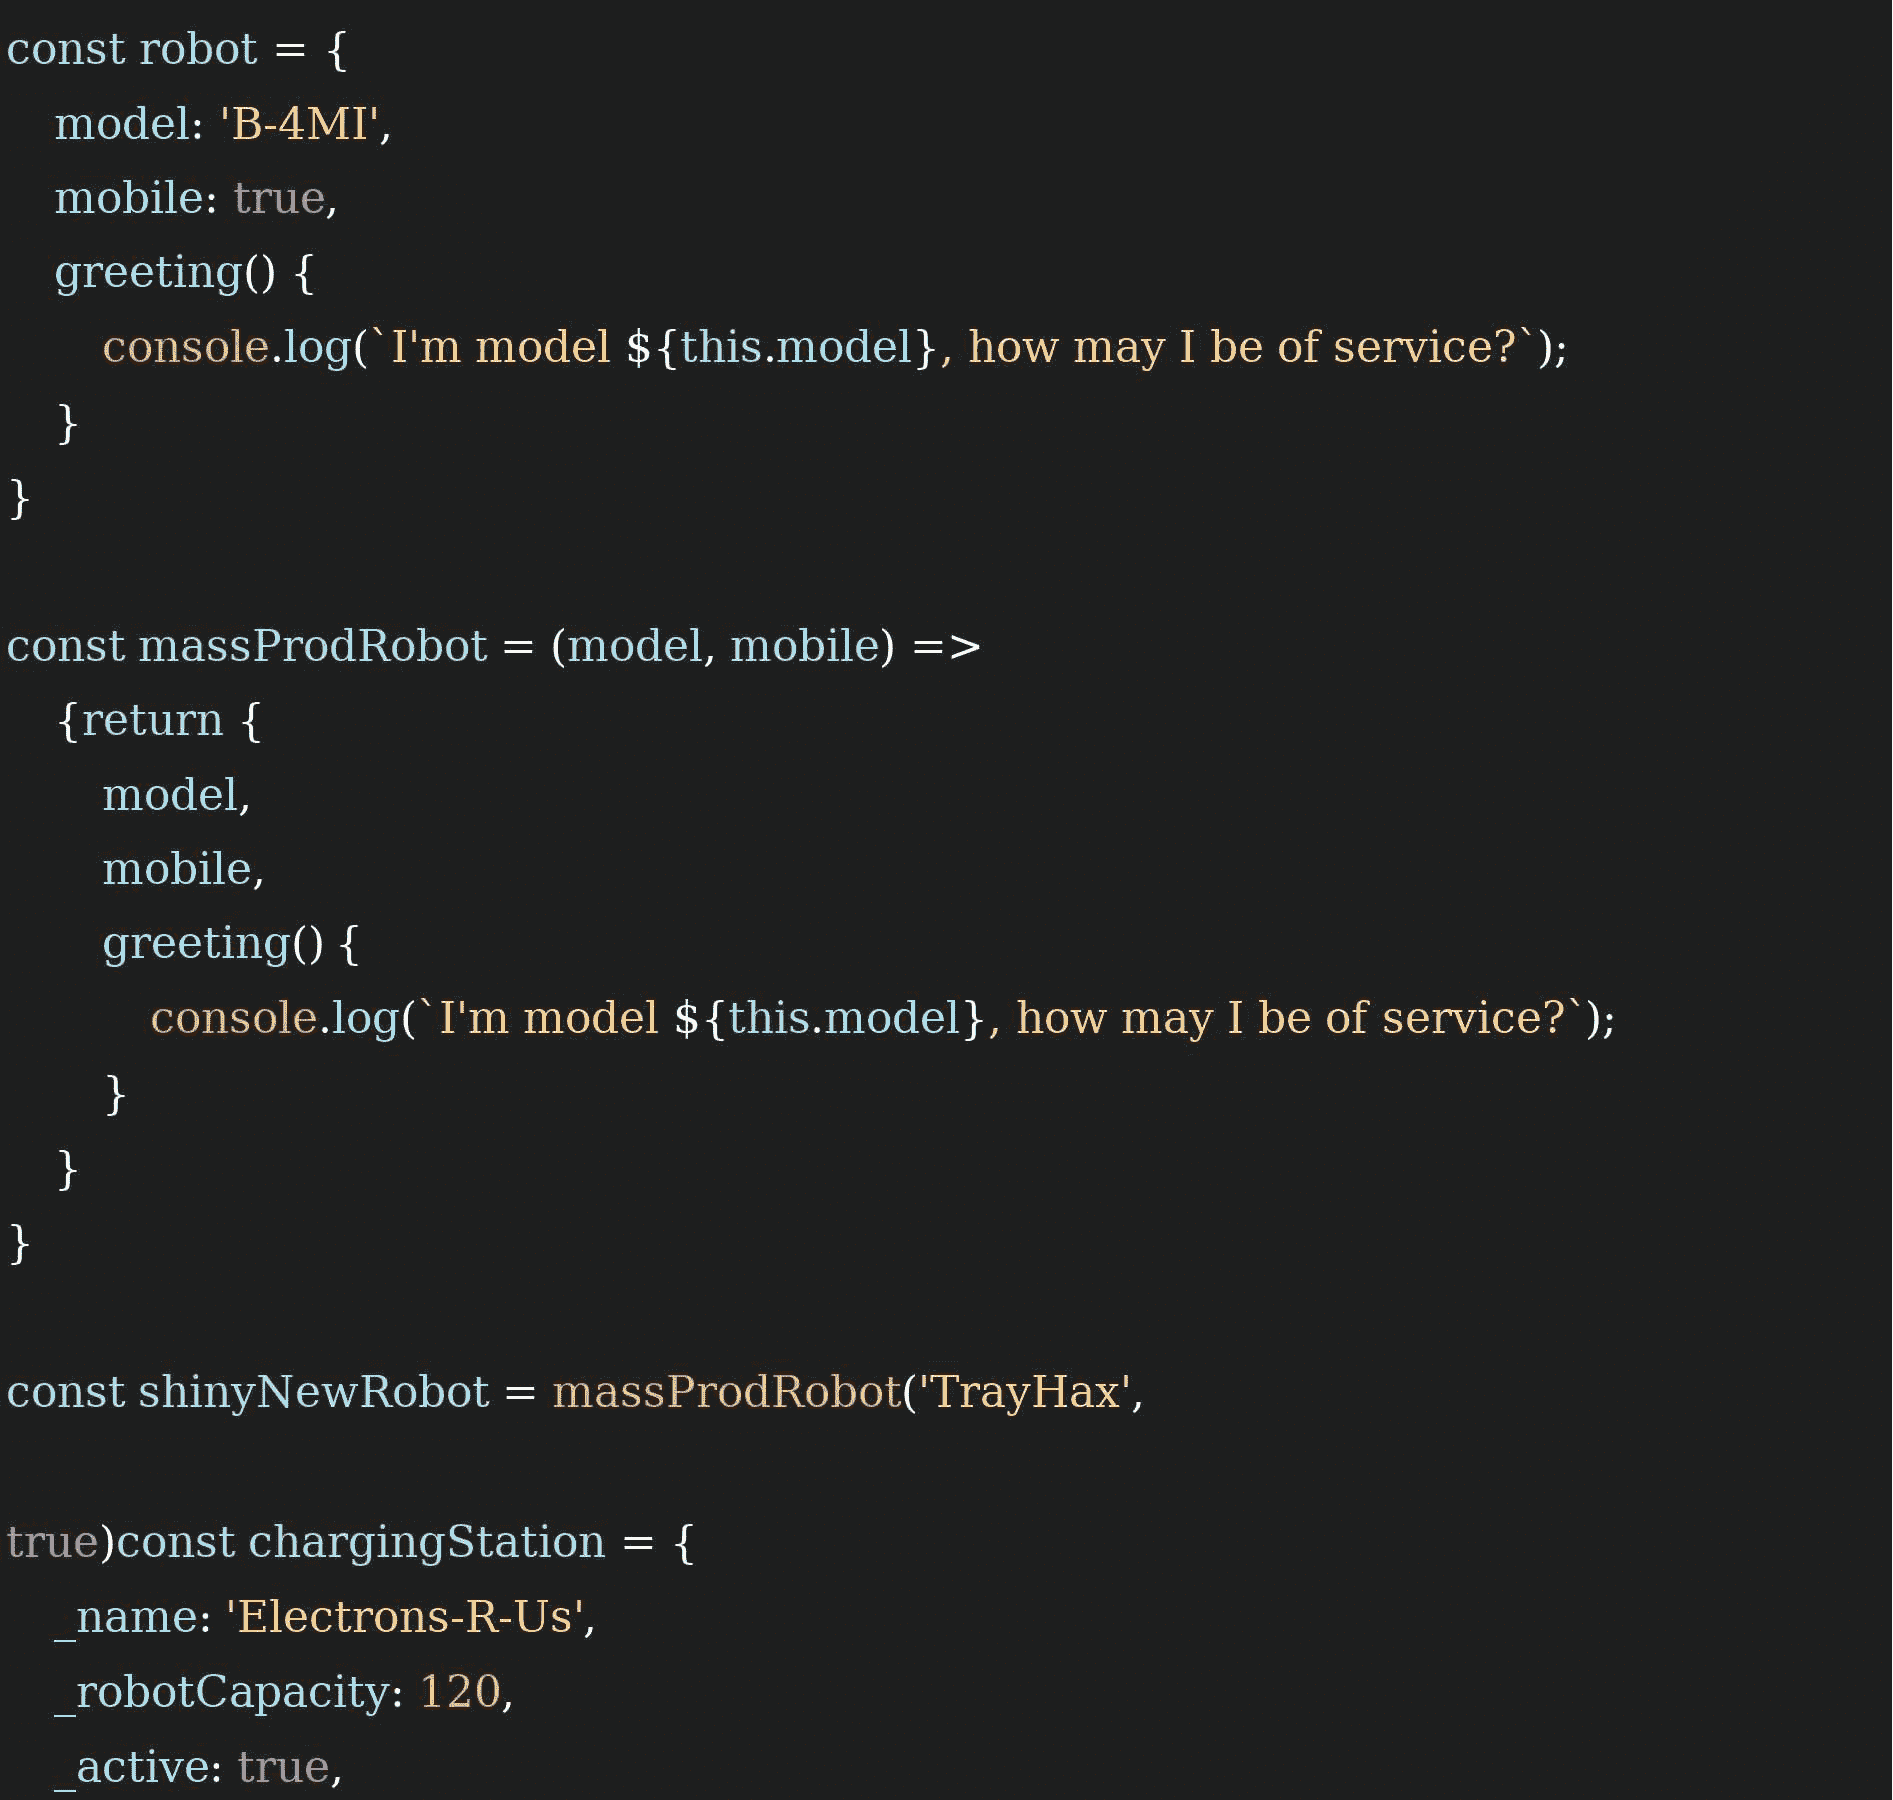 const robot = {
    model: 'B-4MI',
    mobile: true,
    greeting() {
        console.log(`I'm model ${this.model}, how may I be of service?`);
    }
}

const massProdRobot = (model, mobile) =>
    {return {
        model,
        mobile,
        greeting() {
            console.log(`I'm model ${this.model}, how may I be of service?`);
        }
    }
}

const shinyNewRobot = massProdRobot('TrayHax',

true)const chargingStation = {
    _name: 'Electrons-R-Us',
    _robotCapacity: 120,
    _active: true,